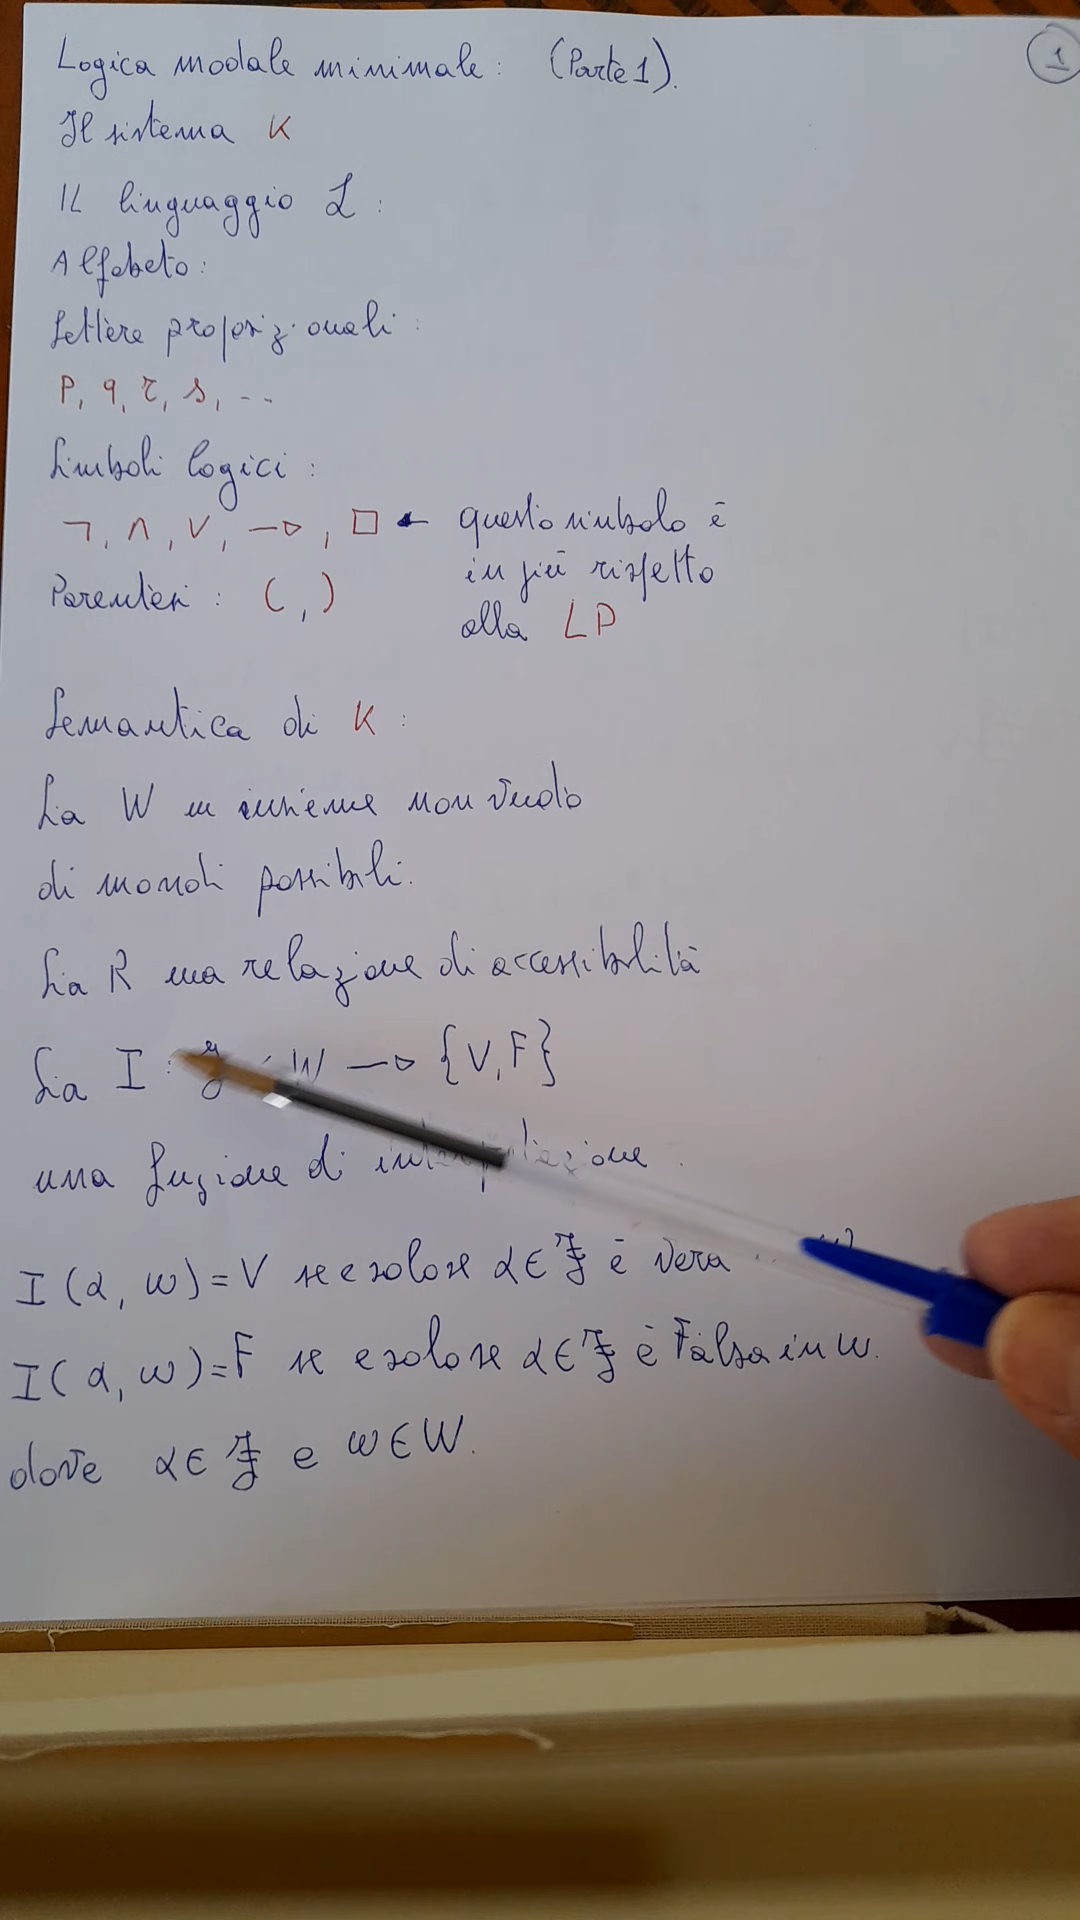 Logica modale minimale: (Parte 1).
1
Il sistema K
Il linguaggio L:
Alfabeto:
Lettere proposizionali:
p, q, r, s, ...
Simboli logici:
¬, ∧, ∨, →, □ ← questo simbolo è
in più rispetto
alla LP
Parentesi: (, )
Semantica di K:
Sia W un insieme non vuoto
di mondi possibili.
Sia R una relazione di accessibilità
Sia I: W → {V, F}
una funzione di
I(α, w) = V se e solo se α ∈ F è vera
I(α, w) = F se e solo se α ∈ F è Falsa in w.
dove α ∈ F e w ∈ W.